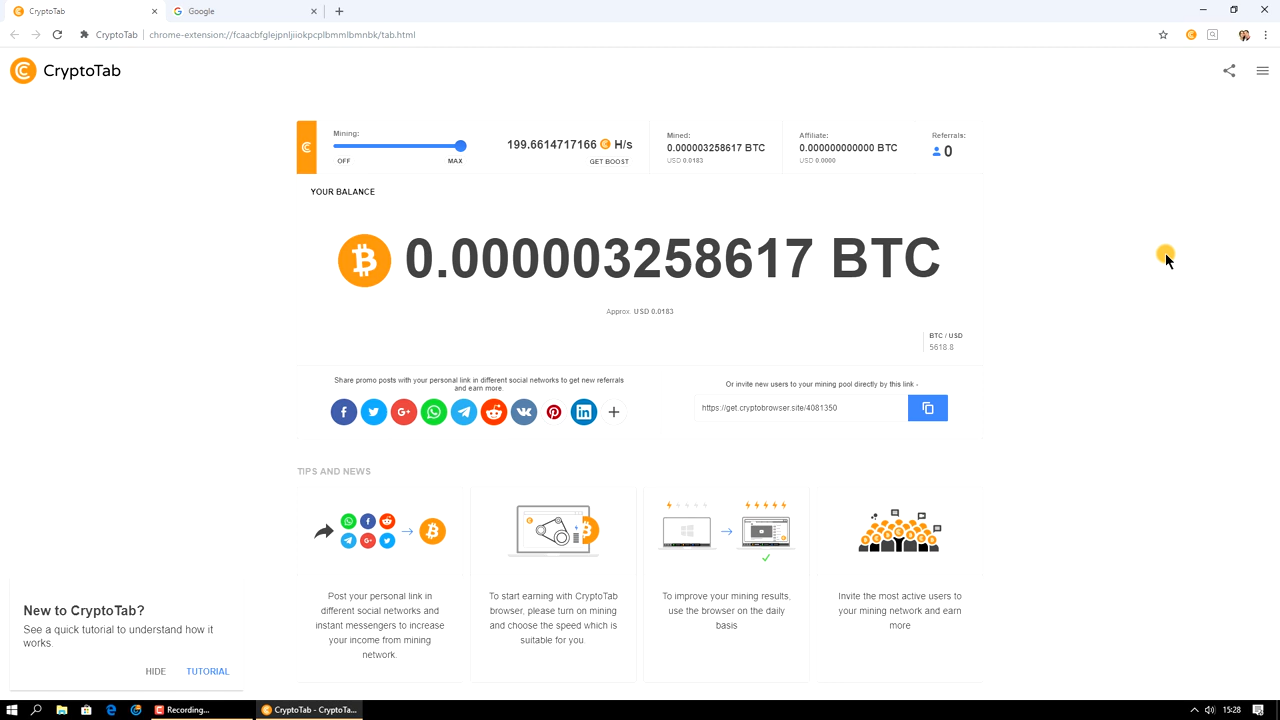 CryptoTab
Google
CryptoTab
chrome-extension://fcaacbfglejpnljiiokpcplbmmlbmnbk/tab.html
CryptoTab
Mining:
OFF
MAX
199.6614717166 H/s
GET BOOST
Mined:
0.000003258617 BTC
USD 0.0183
Affiliate:
0.000000000000 BTC
USD 0.0000
Referrals:
0
YOUR BALANCE
0.000003258617 BTC
Approx. USD 0.0183
BTC / USD
5618.8
Share promo posts with your personal link in different social networks to get new referrals
and earn more.
Or invite new users to your mining pool directly by this link -
https://get.cryptobrowser.site/4081350
TIPS AND NEWS
Post your personal link in
different social networks and
instant messengers to increase
your income from mining
network.
To start earning with CryptoTab
browser, please turn on mining
and choose the speed which is
suitable for you.
To improve your mining results,
use the browser on the daily
basis
Invite the most active users to
your mining network and earn
more
New to CryptoTab?
See a quick tutorial to understand how it
works.
HIDE
TUTORIAL
Recording...
CryptoTab - CryptoTa...
15:28